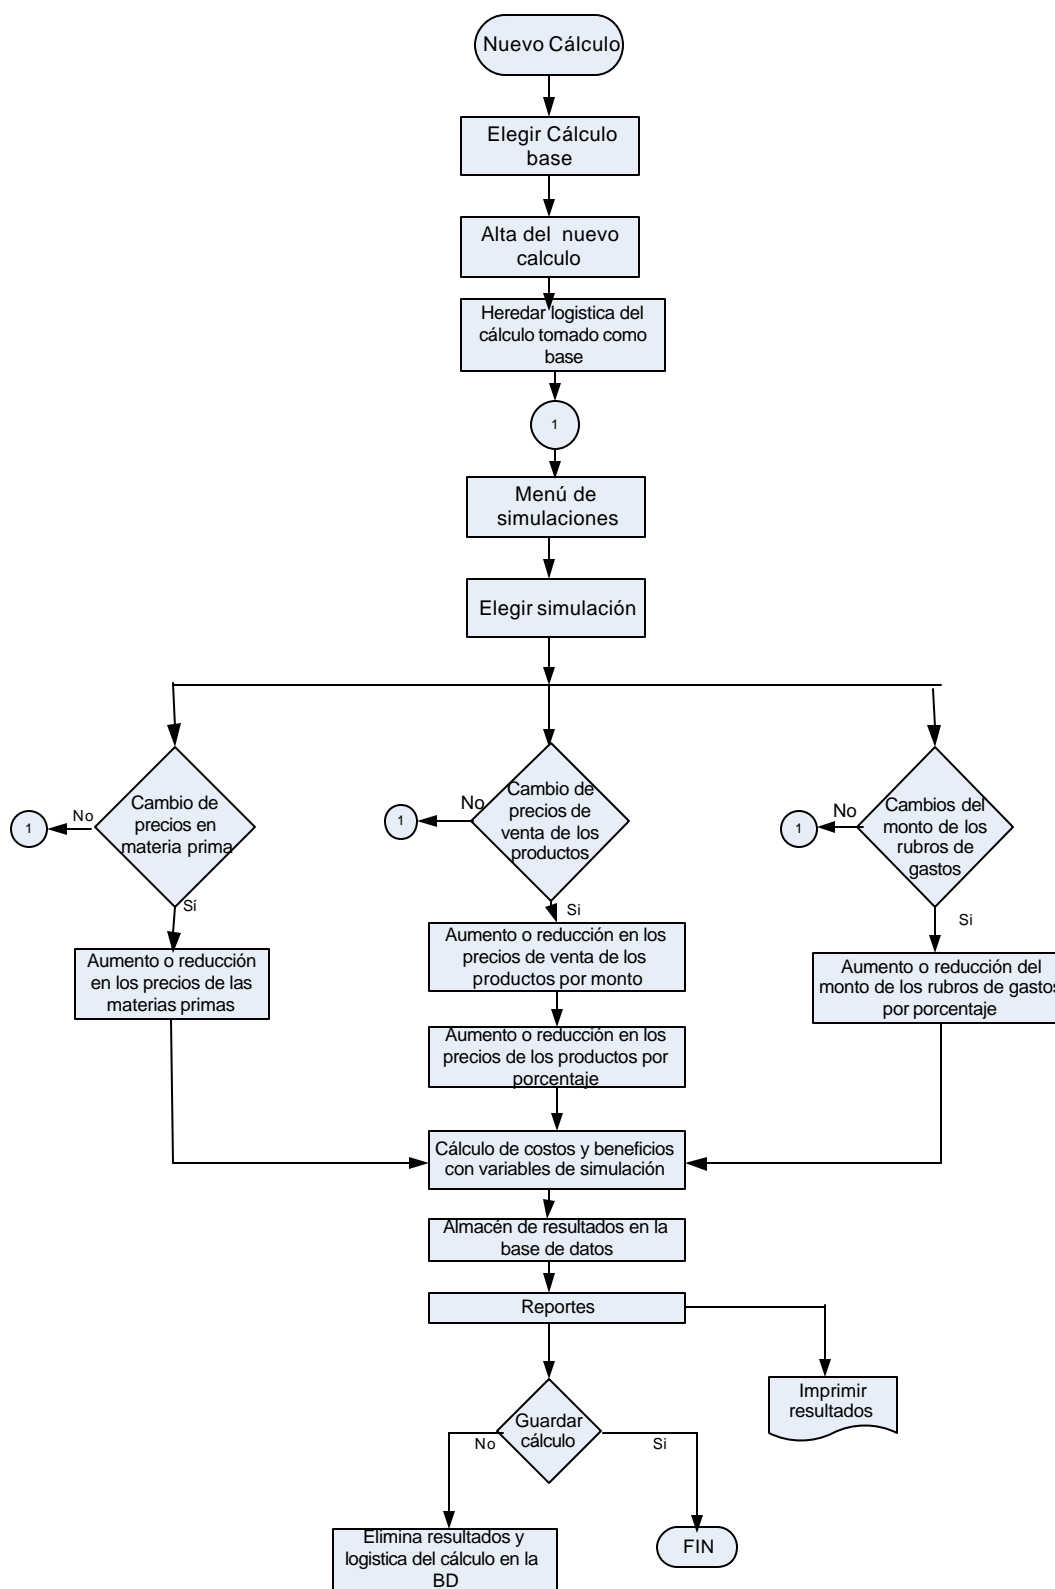 Nuevo Cálculo
Elegir Cálculo
base
Alta del nuevo
calculo
Heredar logistica del
cálculo tomado como
base
1
Menú de
simulaciones
Elegir simulación
Cambio de
precios en
materia prima
No
1
Sí
Cambio de
precios de
venta de los
productos
No
1
Si
Cambios del
monto de los
rubros de
gastos
No
1
Si
Aumento o reducción
en los precios de las
materias primas
Aumento o reducción en los
precios de venta de los
productos por monto
Aumento o reducción del
monto de los rubros de gastos
por porcentaje
Aumento o reducción en los
precios de los productos por
porcentaje
Cálculo de costos y beneficios
con variables de simulación
Almacén de resultados en la
base de datos
Reportes
Imprimir
resultados
Guardar
cálculo
No
Si
Elimina resultados y
logistica del cálculo en la
BD
FIN